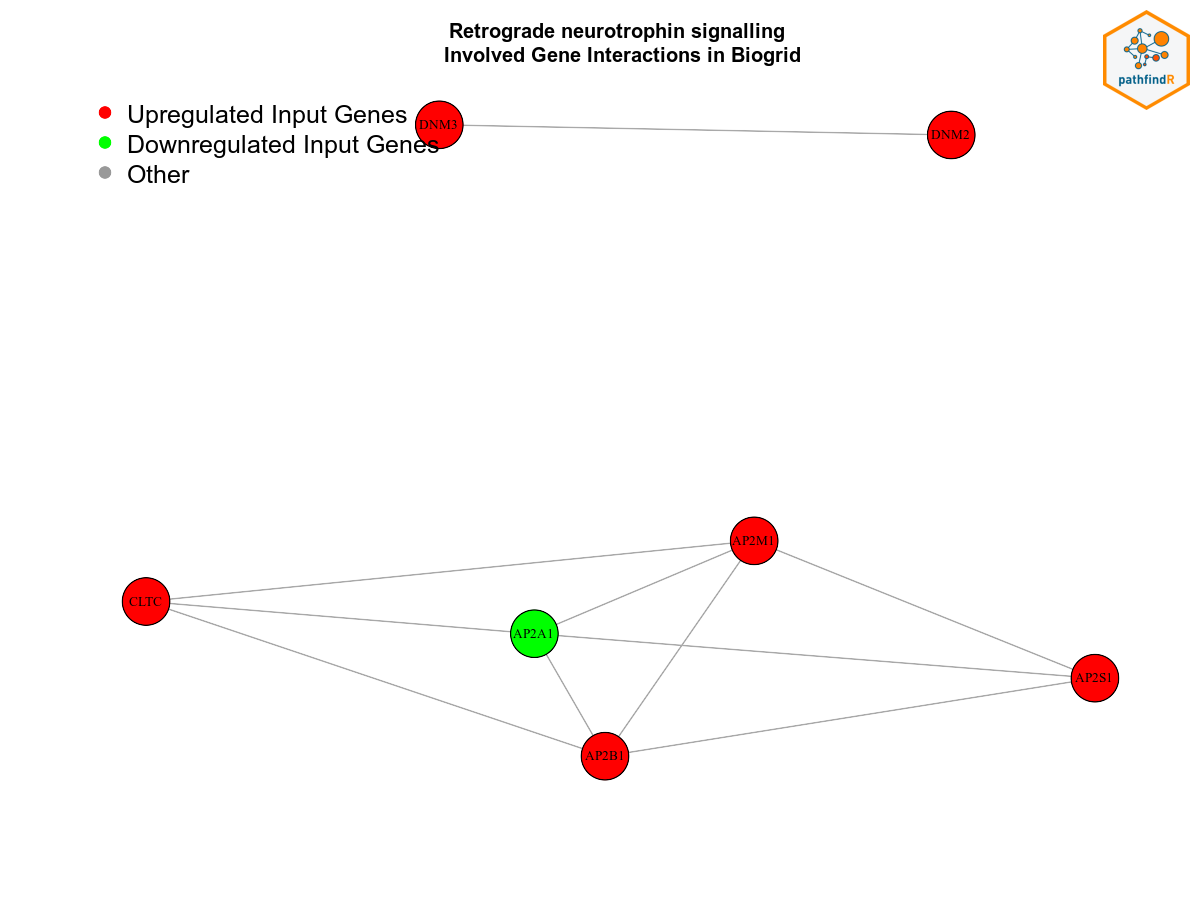 Retrograde neurotrophin signalling
Involved Gene Interactions in Biogrid
pathfindR
Upregulated Input Genes
Downregulated Input Genes
Other
DNM3
DNM2
AP2M1
CLTC
AP2A1
AP2S1
AP2B1